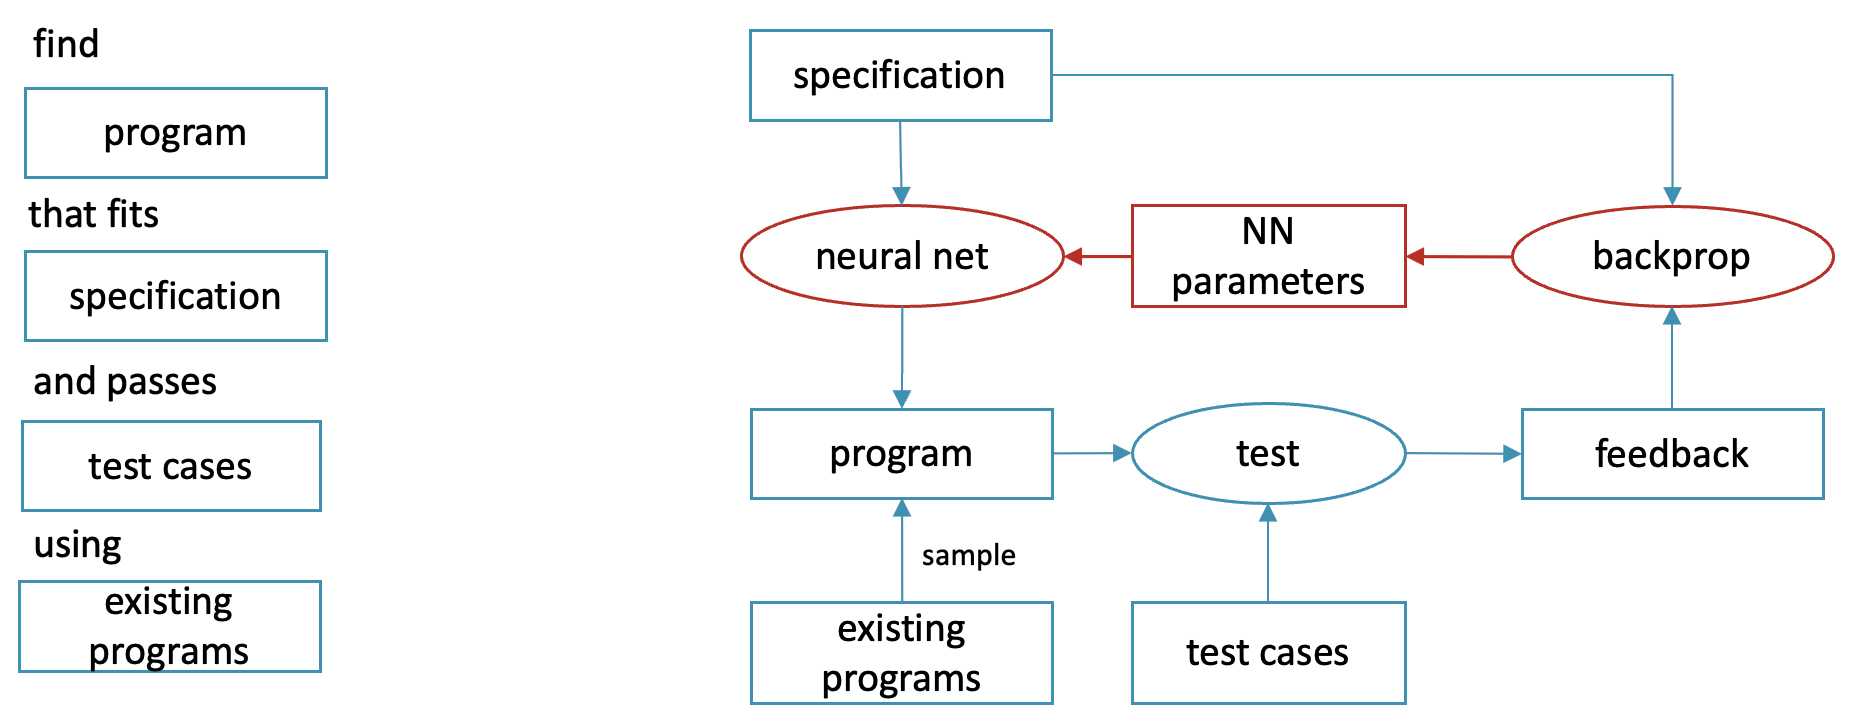 find
program
that fits
specification
and passes
test cases
using
existing
programs
specification
neural net
NN
parameters
backprop
program
test
feedback
sample
existing
programs
test cases